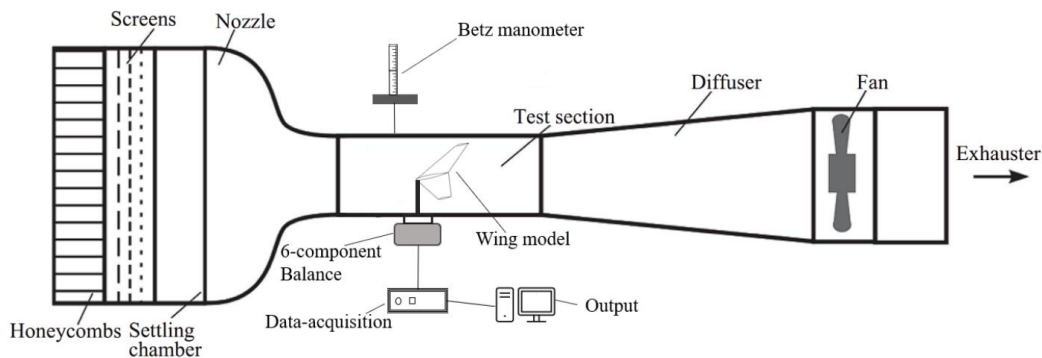 Screens
Nozzle
Betz manometer
Diffuser
Fan
Test section
Exhauster
Wing model
6-component
Balance
Data-acquisition
Output
Honeycombs
Settling
chamber